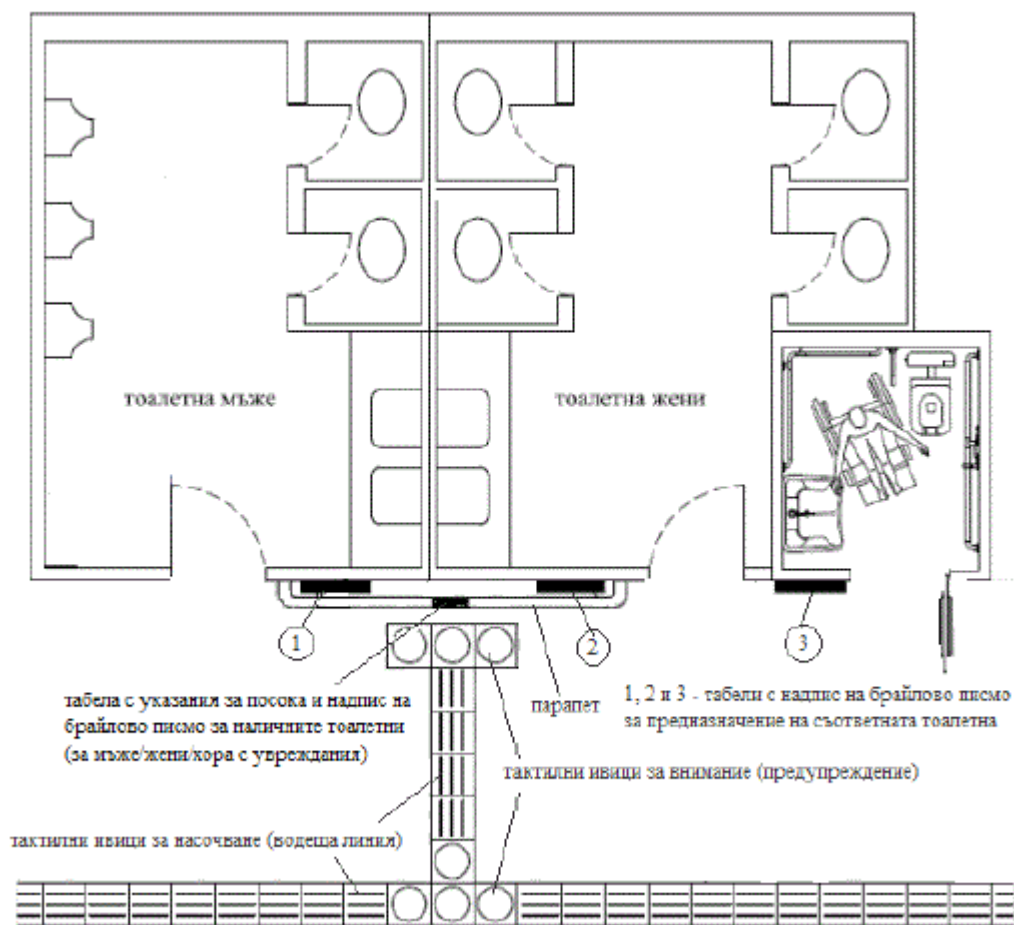 тоалетна мъже
тоалетна жени
1
2
3
табела с указания за посока и надпис на
брайлово писмо за наличните тоалетни
(за мъже/жени/хора с увреждания)
парапет
1, 2 и 3 - табели с надпис на брайлово писмо
за предназначение на съответната тоалетна
тактилни ивици за внимание (предупреждение)
тактилни ивици за насочване (водеща линия)